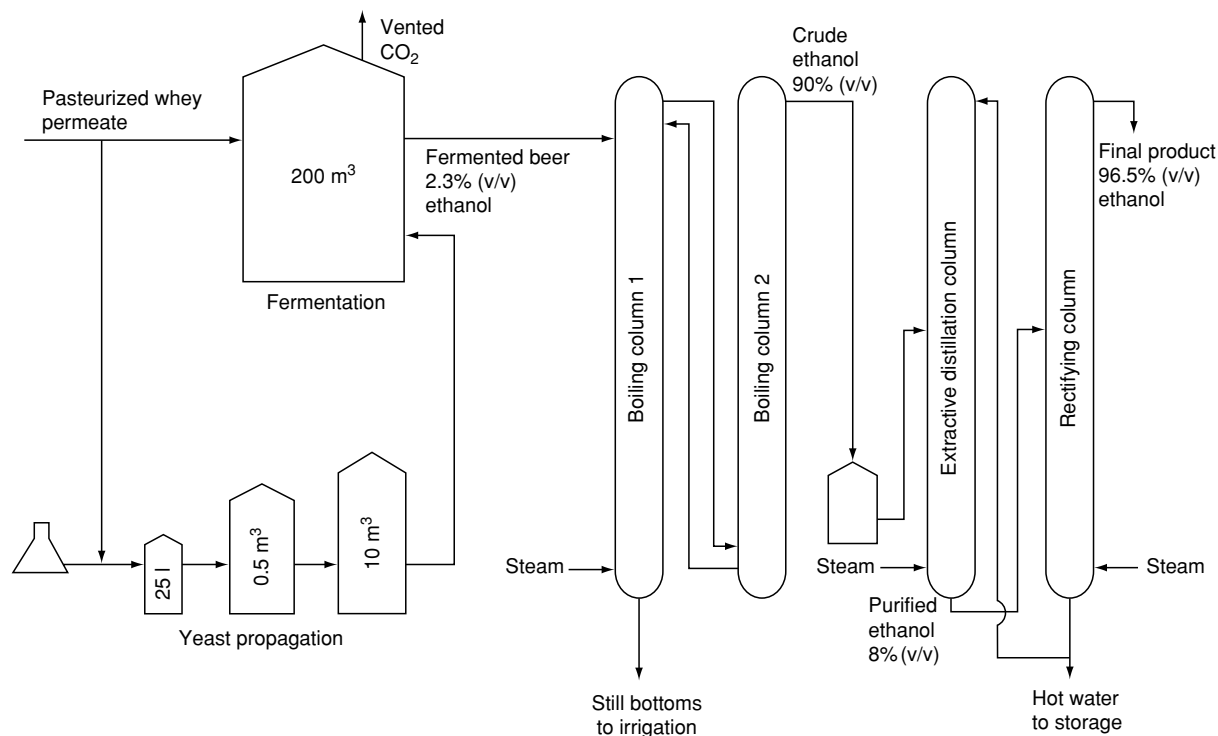 Vented
CO₂
Pasteurized whey
permeate
200 m³
Fermentation
Fermented beer
2.3% (v/v)
ethanol
25 l
0.5 m³
10 m³
Yeast propagation
Boiling column 1
Boiling column 2
Steam
Still bottoms
to irrigation
Crude
ethanol
90% (v/v)
Extractive distillation column
Rectifying column
Final product
96.5% (v/v)
ethanol
Steam
Steam
Purified
ethanol
8% (v/v)
Hot water
to storage